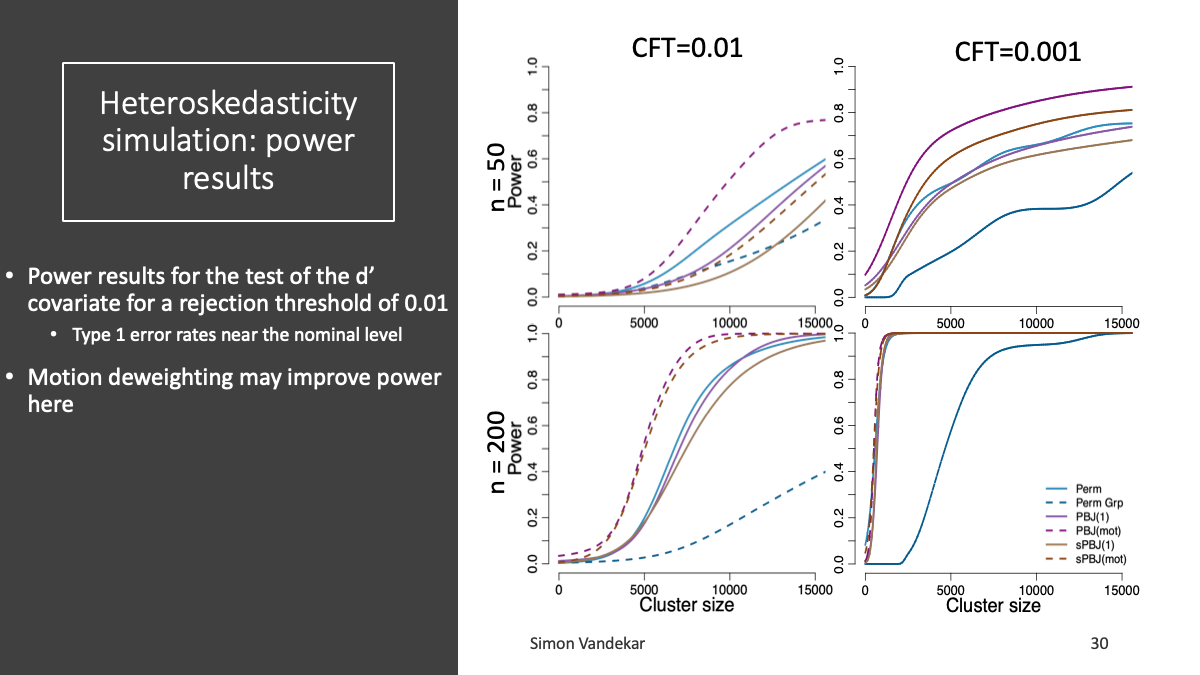 Heteroskedasticity
simulation: power
results
• Power results for the test of the d’
covariate for a rejection threshold of 0.01
• Type 1 error rates near the nominal level
• Motion deweighting may improve power
here
CFT=0.01
CFT=0.001
n = 50
Power
0.0 0.2 0.4 0.6 0.8 1.0
0 5000 10000 15000
0.0 0.2 0.4 0.6 0.8 1.0
0 5000 10000 15000
n = 200
Power
0.0 0.2 0.4 0.6 0.8 1.0
0 5000 10000 15000
Cluster size
0.0 0.2 0.4 0.6 0.8 1.0
Perm
Perm Grp
PBJ(1)
PBJ(mot)
sPBJ(1)
sPBJ(mot)
0 5000 10000 15000
Cluster size
Simon Vandekar
30